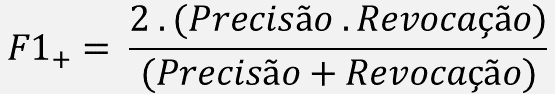 F1₊ = 2 . (Precisão . Revocação)
(Precisão + Revocação)